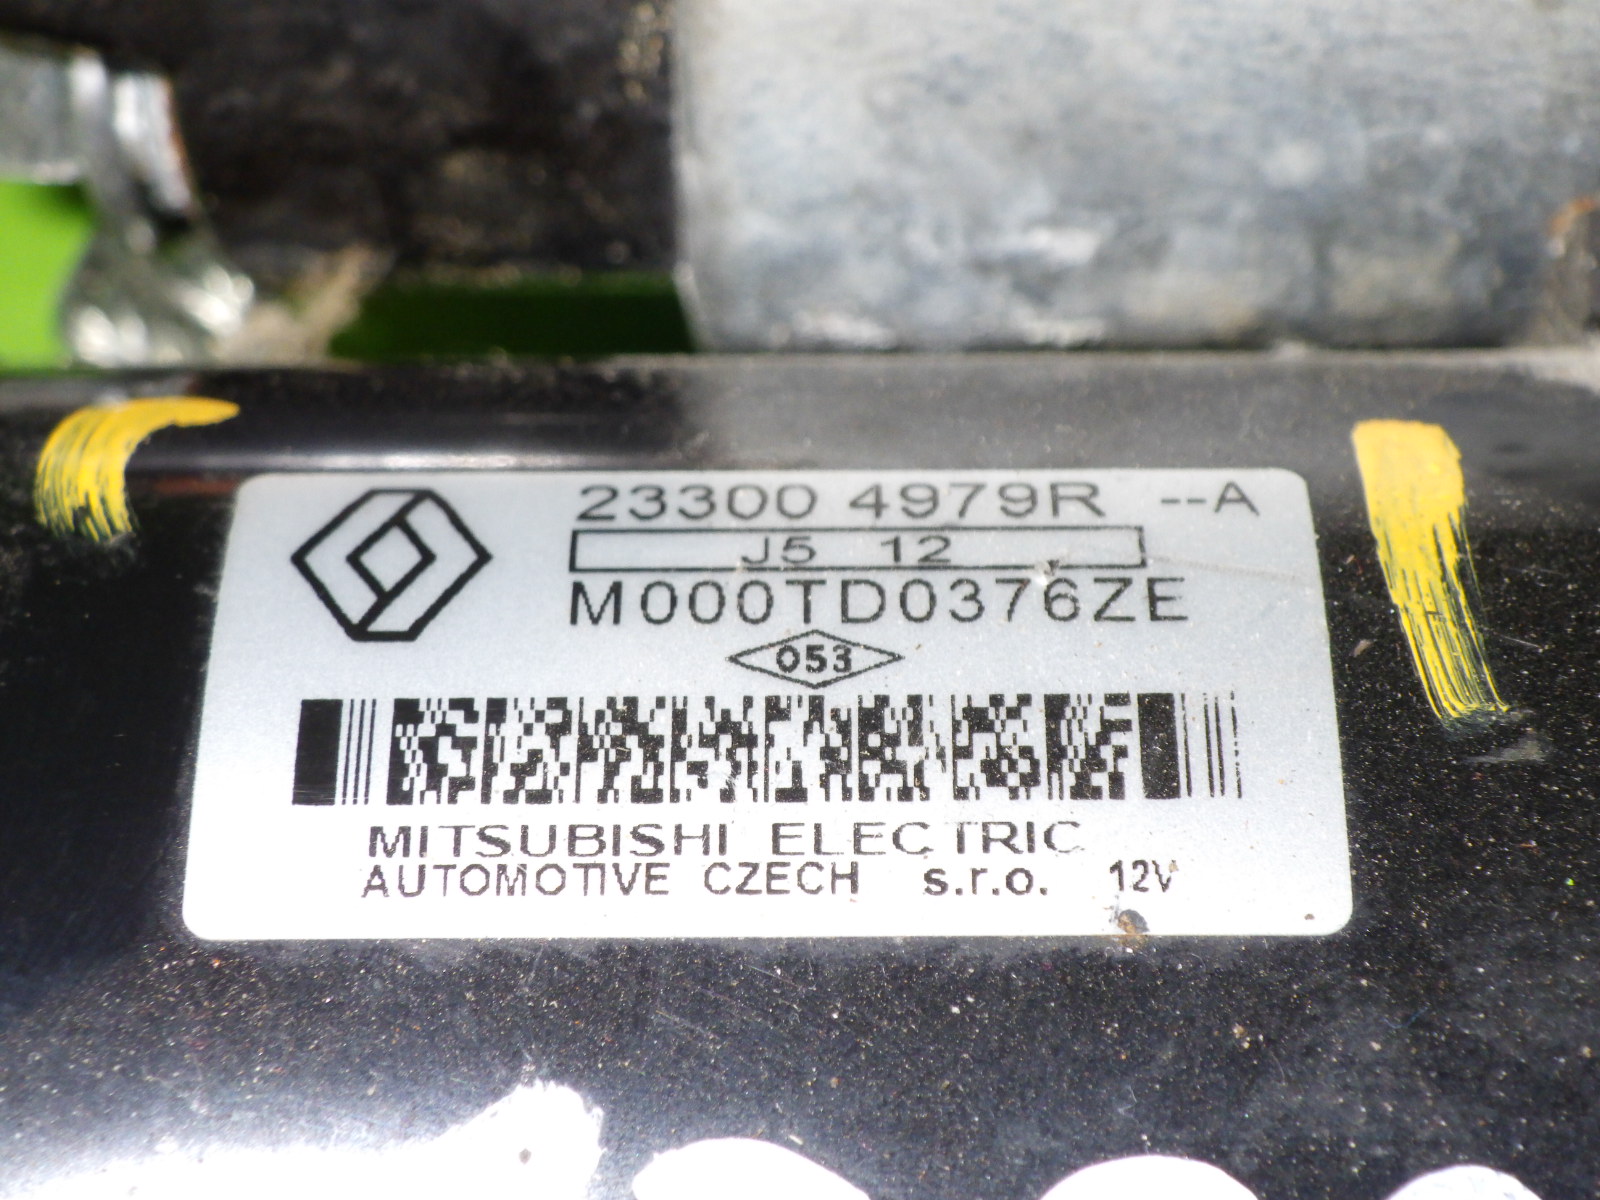 23300 4979R --A
J5 12
M000TD0376ZE
053
MITSUBISHI ELECTRIC
AUTOMOTIVE CZECH s.r.o. 12V